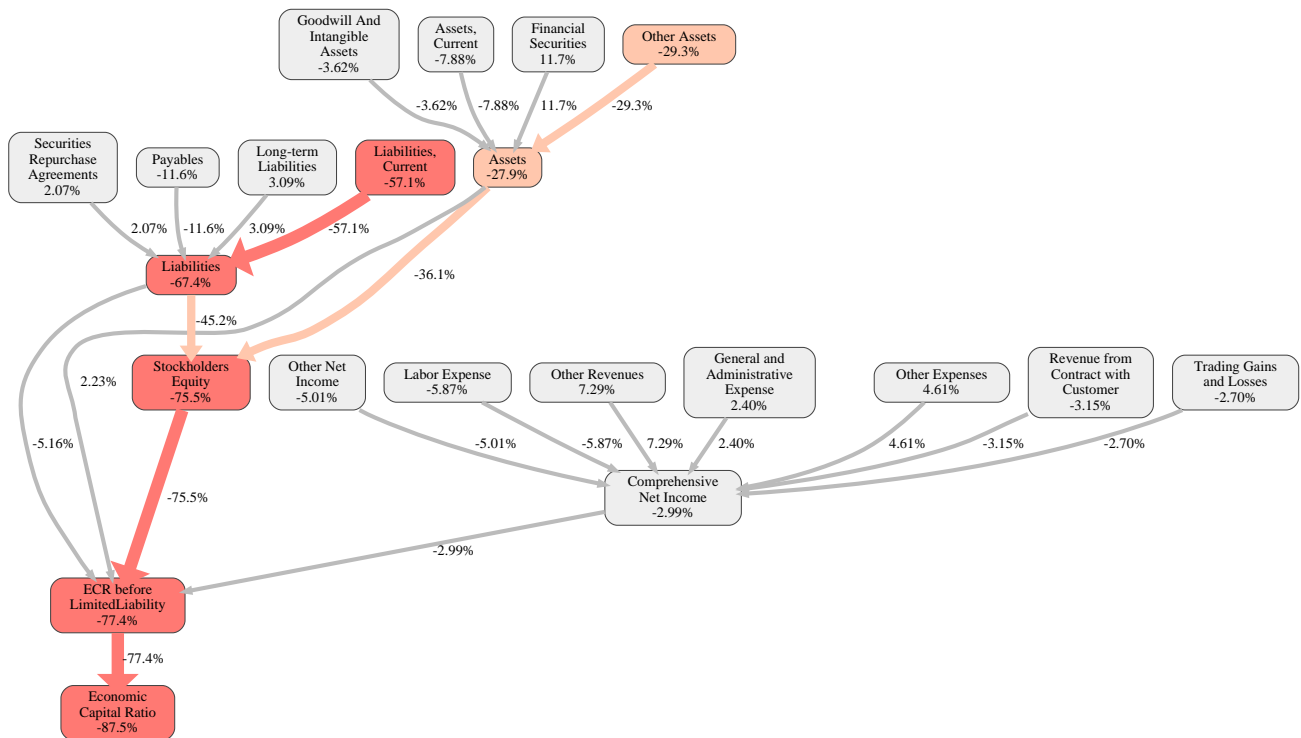 Goodwill And
Intangible
Assets
-3.62%
Assets,
Current
-7.88%
Financial
Securities
11.7%
Other Assets
-29.3%
-3.62%
-7.88%
11.7%
-29.3%
Securities
Repurchase
Agreements
2.07%
Payables
-11.6%
Long-term
Liabilities
3.09%
Liabilities,
Current
-57.1%
Assets
-27.9%
2.07%
-11.6%
3.09%
-57.1%
Liabilities
-67.4%
-36.1%
-45.2%
Stockholders
Equity
-75.5%
2.23%
Other Net
Income
-5.01%
Labor Expense
-5.87%
Other Revenues
7.29%
General and
Administrative
Expense
2.40%
Other Expenses
4.61%
Revenue from
Contract with
Customer
-3.15%
Trading Gains
and Losses
-2.70%
-5.16%
-5.01%
-5.87%
7.29%
2.40%
4.61%
-3.15%
-2.70%
-75.5%
Comprehensive
Net Income
-2.99%
-2.99%
ECR before
LimitedLiability
-77.4%
-77.4%
Economic
Capital Ratio
-87.5%